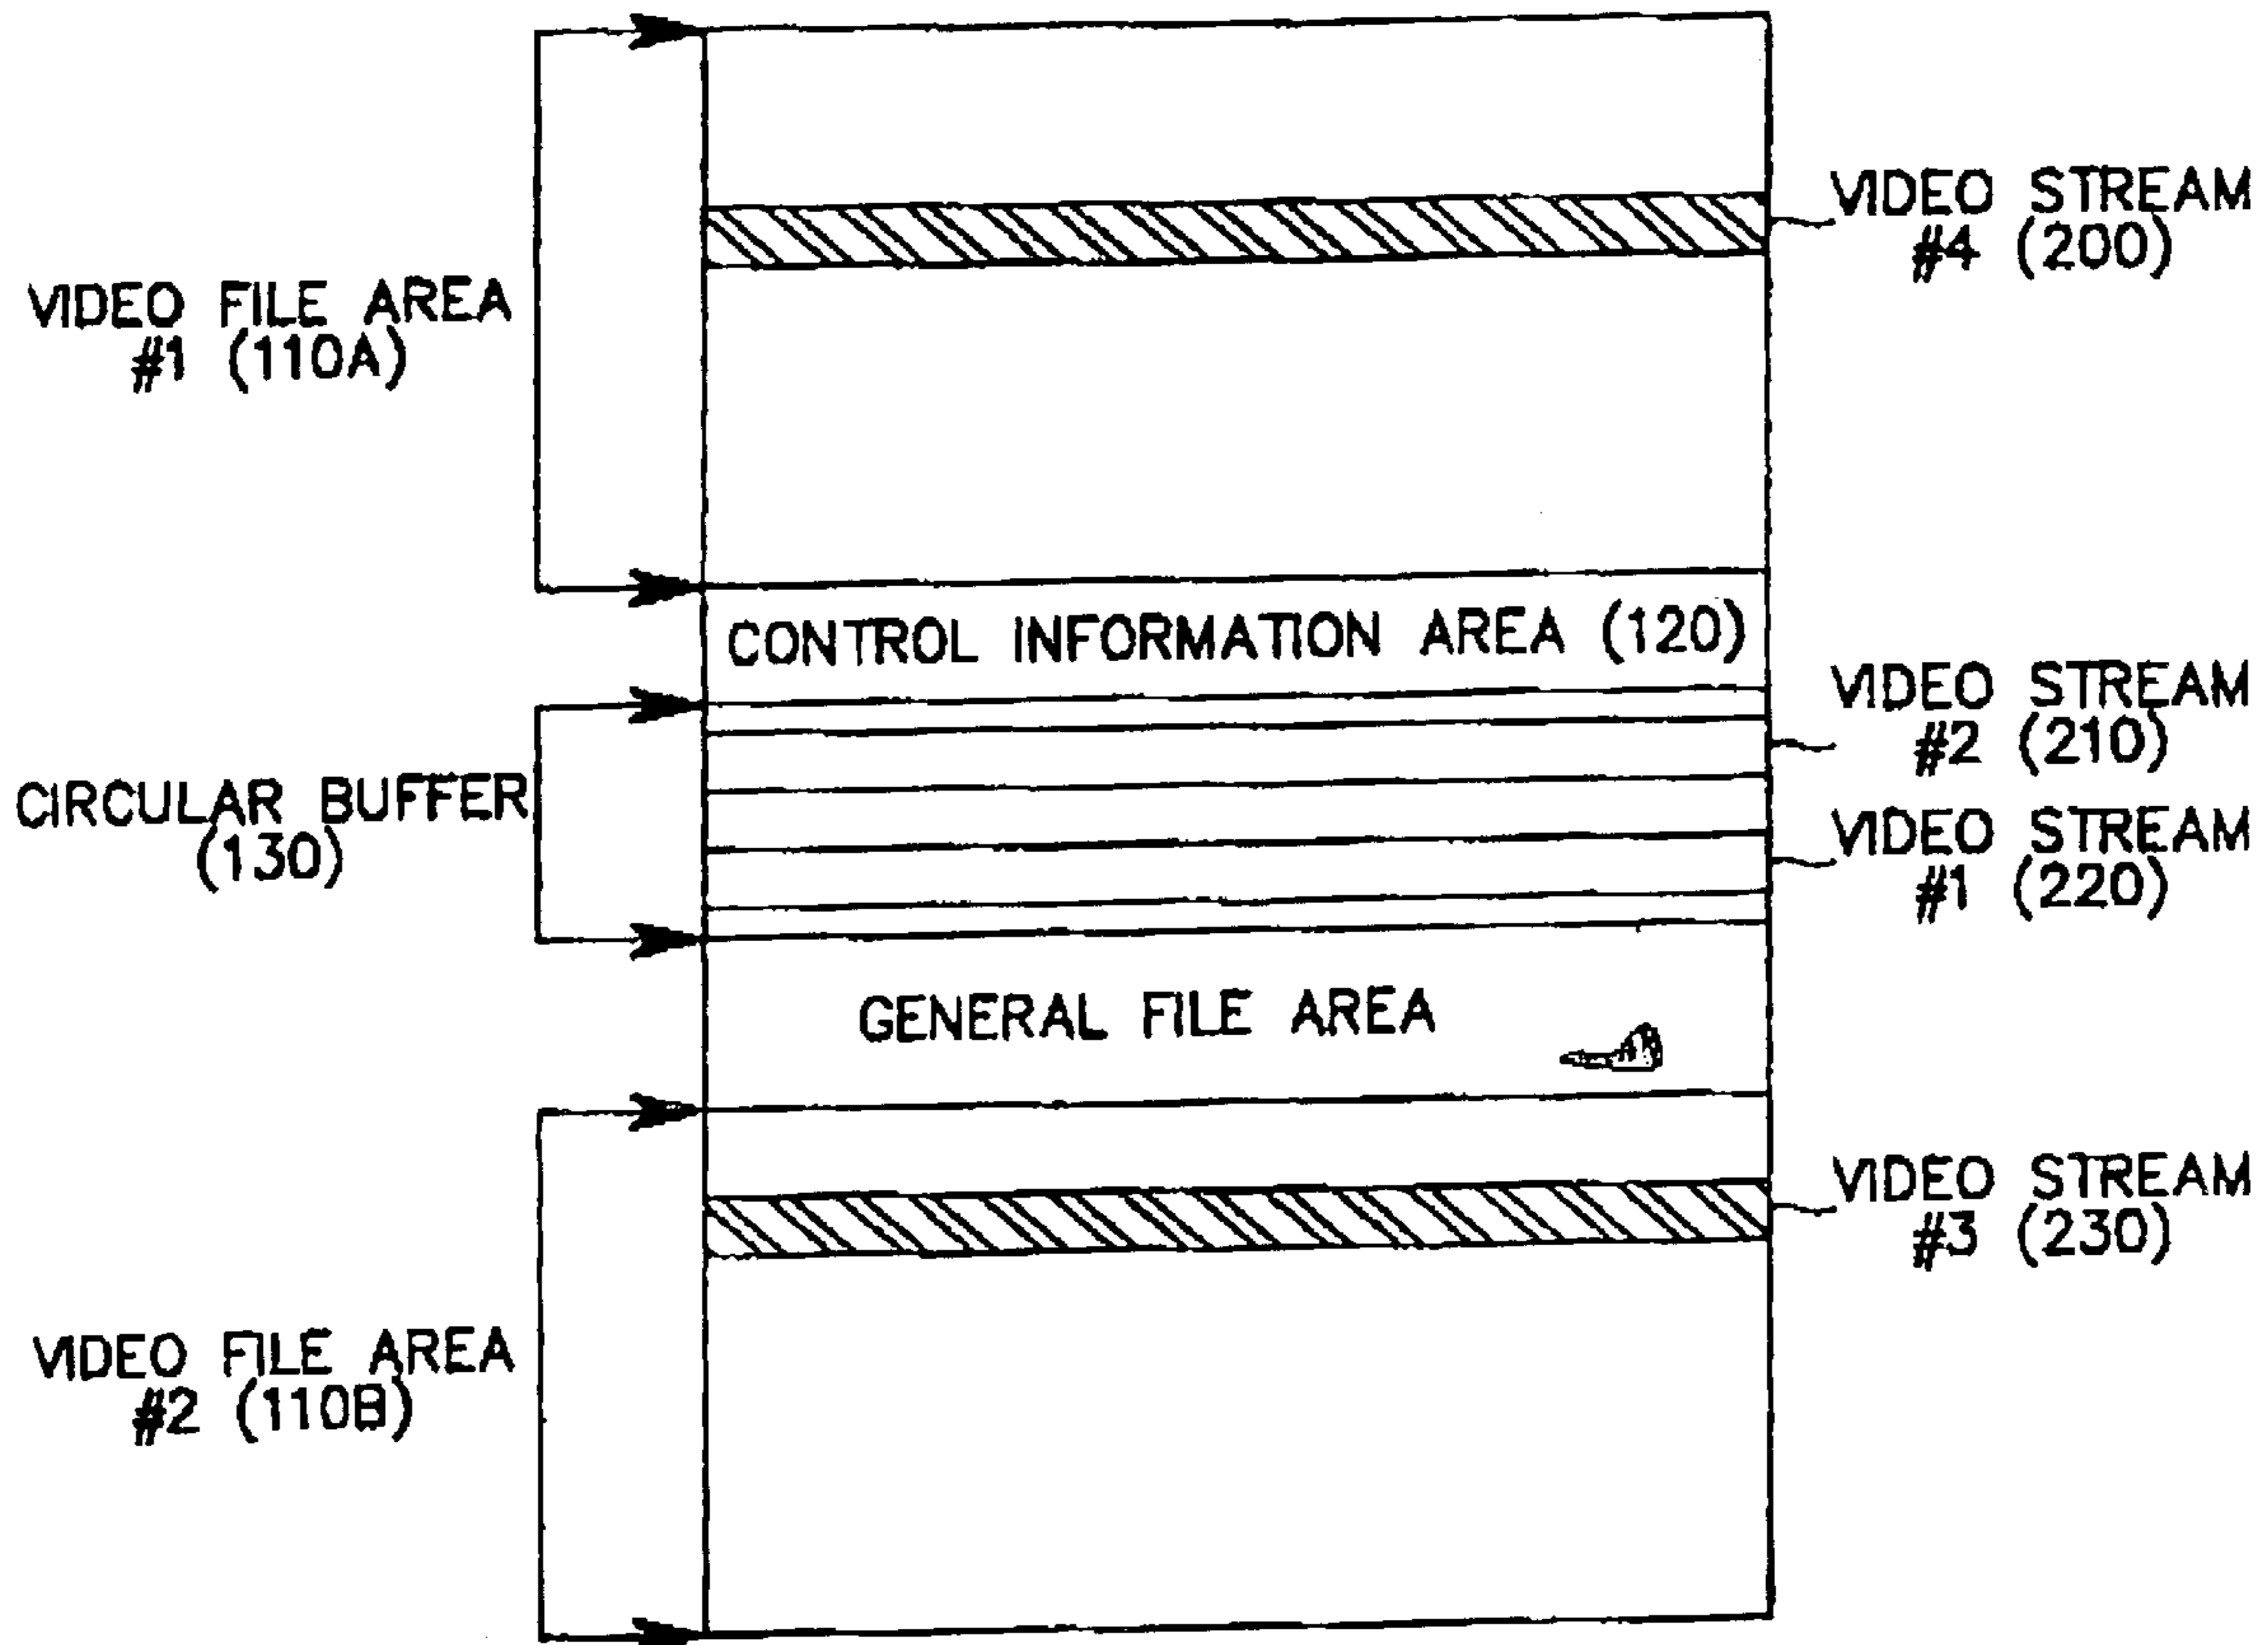 VIDEO STREAM
#4 (200)
VIDEO FILE AREA
#1 (110A)
CONTROL INFORMATION AREA (120)
VIDEO STREAM
#2 (210)
CIRCULAR BUFFER
(130)
VIDEO STREAM
#1 (220)
GENERAL FILE AREA
VIDEO STREAM
#3 (230)
VIDEO FILE AREA
#2 (110B)